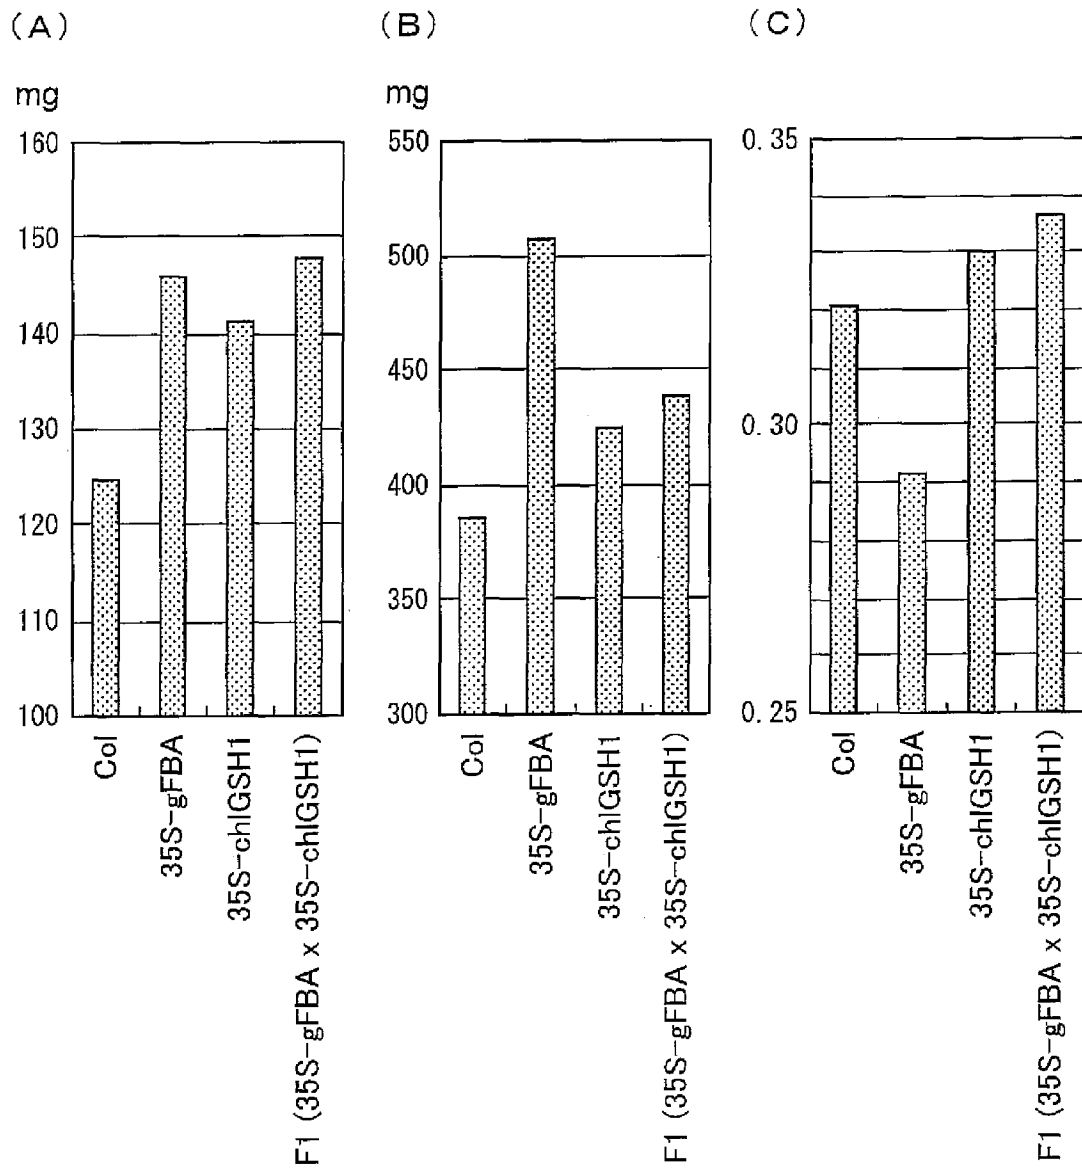 (A)
mg
160
150
140
130
120
110
100
Col
35S-gFBA
35S-chlGSH1
F1 (35S-gFBA x 35S-chlGSH1)
(B)
mg
550
500
450
400
350
300
Col
35S-gFBA
35S-chlGSH1
F1 (35S-gFBA x 35S-chlGSH1)
(C)
0.35
0.30
0.25
Col
35S-gFBA
35S-chlGSH1
F1 (35S-gFBA x 35S-chlGSH1)